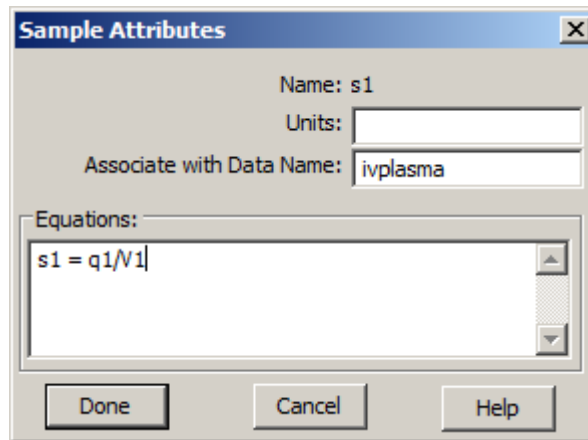 Sample Attributes
Name: s1
Units:
Associate with Data Name: ivplasma
Equations:
s1 = q1/V1
Done Cancel Help